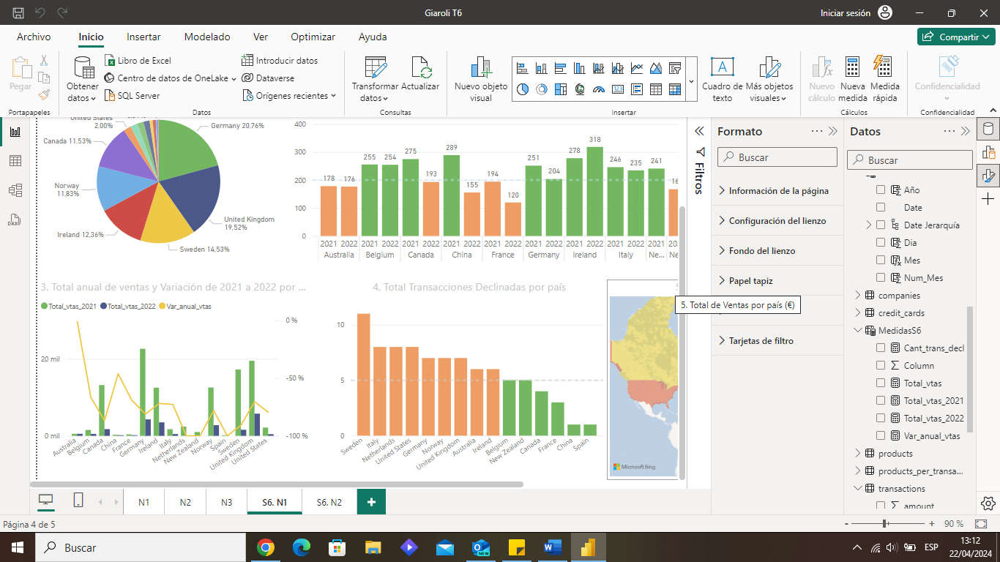 Giaroli T6
Iniciar sesión
Archivo
Inicio
Insertar
Modelado
Ver
Optimizar
Ayuda
Compartir
Pegar
Portapapeles
Obtener
datos
Libro de Excel
Centro de datos de OneLake
SQL Server
Introducir datos
Dataverse
Orígenes recientes
Datos
Transformar
datos
Actualizar
Consultas
Nuevo objeto
visual
123
Cuadro de
texto
Más objetos
visuales
Insertar
Nuevo
cálculo
Nueva
medida
Medida
rápida
Cálculos
Confidencialidad
Confidencialidad
DAX
United States
2,00%
Germany 20,76%
Canada 11,53%
Norway
11,83%
Ireland 12,36%
Sweden 14,53%
United Kingdom
19,52%
400
300
200
100
0
178
176
255
254
275
193
289
155
194
120
251
204
278
318
246
235
241
16
2021 2022 2021 2022 2021 2022 2021 2022 2021 2022 2021 2022 2021 2022 2021 2022 2021 20...
Australia
Belgium
Canada
China
France
Germany
Ireland
Italy
Ne...
Ne
3. Total anual de ventas y Variación de 2021 a 2022 por ...
Total_vtas_2021
Total_vtas_2022
Var_anual_vtas
20 mil
0 mil
0 %
-50 %
-100 %
Australia
Belgium
Canada
China
France
Germany
Ireland
Italy
Netherlands
New Zealand
Norway
Spain
Sweden
United Kingdom
United States
4. Total Transacciones Declinadas por país
10
5
0
Sweden
Italy
Netherlands
United States
Germany
Norway
United Kingdom
Australia
Ireland
Belgium
New Zealand
Canada
France
China
Spain
Microsoft Bing
5. Total de Ventas por país (€)
Filtros
Formato
Buscar
Información de la página
Configuración del lienzo
Fondo del lienzo
Papel tapiz
Tarjetas de filtro
Datos
Buscar
Año
Date
Date Jerarquía
Dia
Mes
Num_Mes
companies
credit_cards
MedidasS6
Cant_trans_decl
Column
Total_vtas
Total_vtas_2021
Total_vtas_2022
Var_anual_vtas
products
products_per_transa...
transactions
amount
N1
N2
N3
S6. N1
S6. N2
Página 4 de 5
90 %
Buscar
NEW
ESP
13:12
22/04/2024